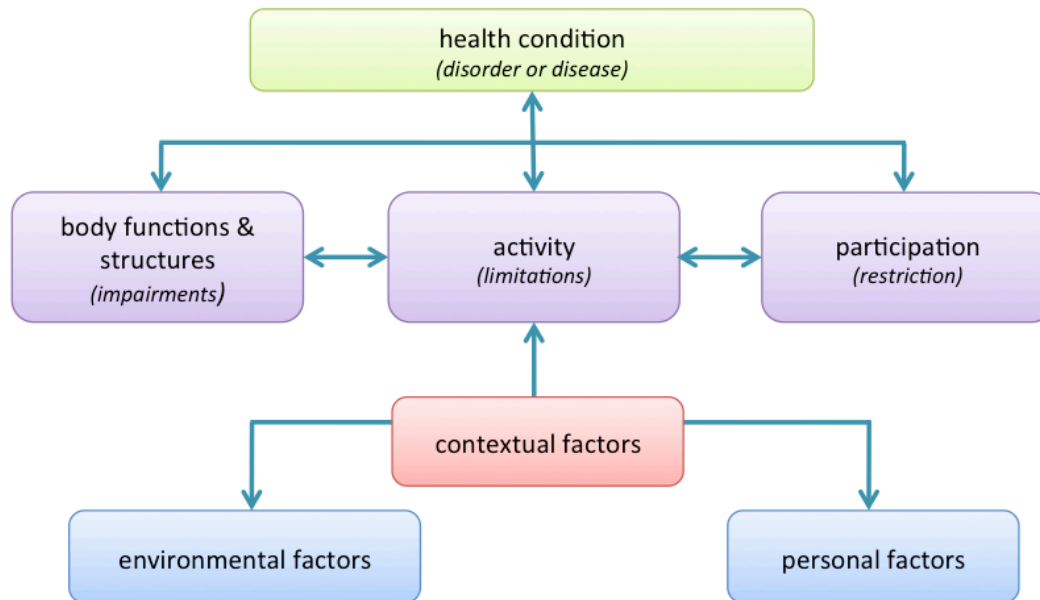 health condition
(disorder or disease)
body functions &
structures
(impairments)
activity
(limitations)
participation
(restriction)
contextual factors
environmental factors
personal factors